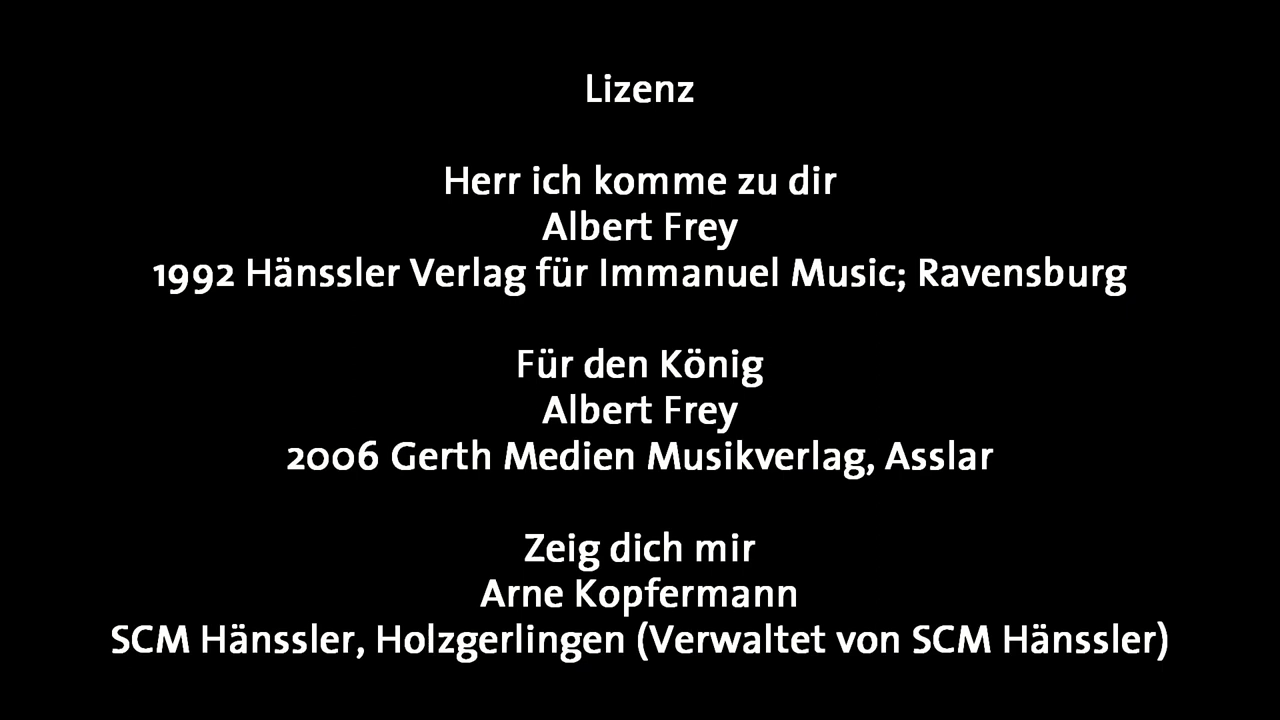 Lizenz
Herr ich komme zu dir
Albert Frey
1992 Hänssler Verlag für Immanuel Music; Ravensburg
Für den König
Albert Frey
2006 Gerth Medien Musikverlag, Asslar
Zeig dich mir
Arne Kopfermann
SCM Hänssler, Holzgerlingen (Verwaltet von SCM Hänssler)